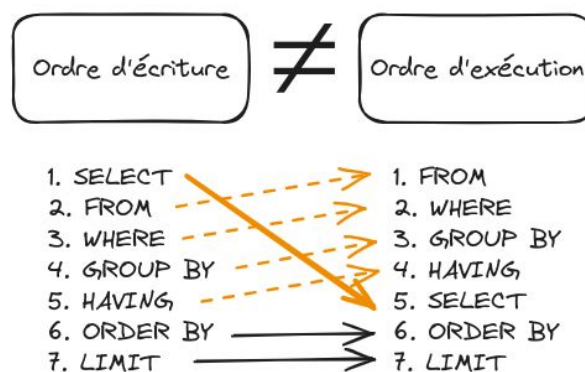 Ordre d'écriture
≠
Ordre d'exécution
1. SELECT
2. FROM
3. WHERE
4. GROUP BY
5. HAVING
6. ORDER BY
7. LIMIT
1. FROM
2. WHERE
3. GROUP BY
4. HAVING
5. SELECT
6. ORDER BY
7. LIMIT